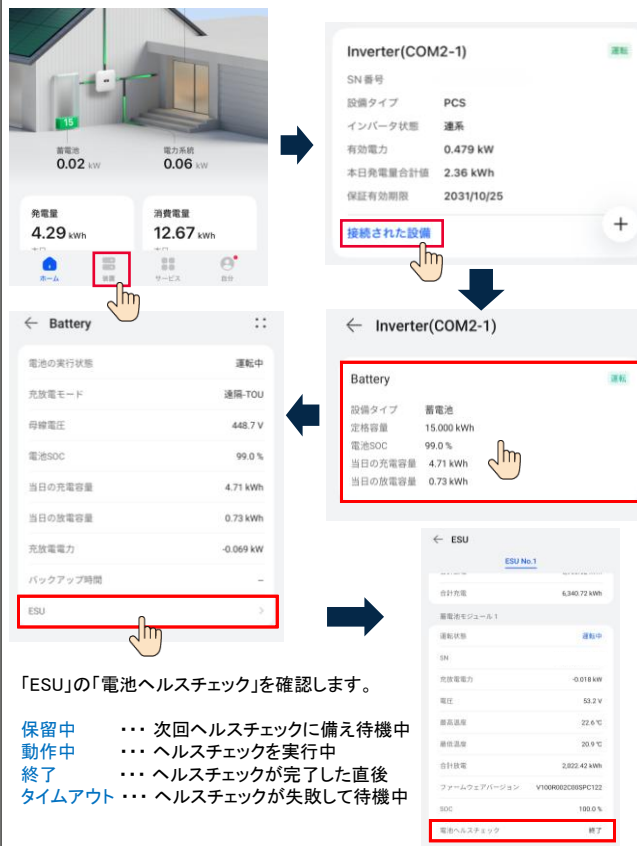 15
蓄電池
0.02 kW
電力系統
0.06 kW
発電量
4.29 kWh
消費電量
12.67 kWh
ホーム
装置
サービス
自分
Inverter(COM2-1)
運転
SN 番号
設備タイプ PCS
インバータ状態 連系
有効電力 0.479 kW
本日発電量合計値 2.36 kWh
保証有効期限 2031/10/25
接続された設備
+
← Inverter(COM2-1)
Battery
運転
設備タイプ 蓄電池
定格容量 15.000 kWh
電池SOC 99.0 %
当日の充電容量 4.71 kWh
当日の放電容量 0.73 kWh
← Battery
電池の実行状態 運転中
充放電モード 遠隔-TOU
母線電圧 448.7 V
電池SOC 99.0 %
当日の充電容量 4.71 kWh
当日の放電容量 0.73 kWh
充放電電力 -0.069 kW
バックアップ時間 –
ESU >
← ESU
ESU No.1
合計充電 6,340.72 kWh
蓄電池モジュール 1
運転状態 運転中
SN
充放電電力 -0.018 kW
電圧 53.2 V
最高温度 22.6 ℃
最低温度 20.9 ℃
合計放電 2,022.42 kWh
ファームウェアバージョン V100R002C00SPC122
SOC 100.0 %
電池ヘルスチェック 終了
「ESU」の「電池ヘルスチェック」を確認します。
保留中 ・・・ 次回ヘルスチェックに備え待機中
動作中 ・・・ ヘルスチェックを実行中
終了 ・・・ ヘルスチェックが完了した直後
タイムアウト ・・・ ヘルスチェックが失敗して待機中